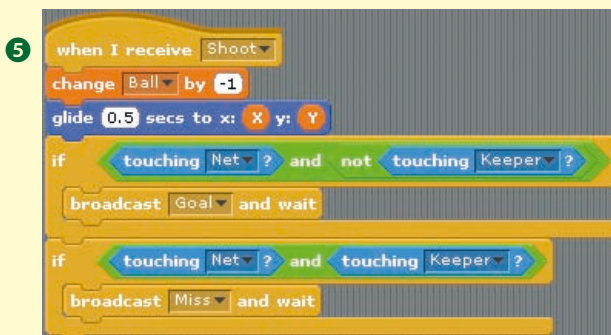 5
when I receive Shoot
change Ball by -1
glide 0.5 secs to x: X y: Y
if touching Net ? and not touching Keeper ?
broadcast Goal and wait
if touching Net ? and touching Keeper ?
broadcast Miss and wait